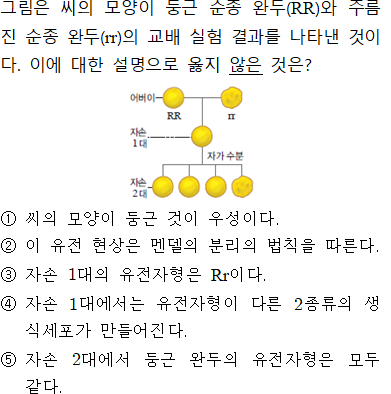 그림은 씨의 모양이 둥근 순종 완두(RR)와 주름
진 순종 완두(rr)의 교배 실험 결과를 나타낸 것이
다. 이에 대한 설명으로 옳지 않은 것은?
어버이
RR
rr
자손
1대
자가 수분
자손
2대
① 씨의 모양이 둥근 것이 우성이다.
② 이 유전 현상은 멘델의 분리의 법칙을 따른다.
③ 자손 1대의 유전자형은 Rr이다.
④ 자손 1대에서는 유전자형이 다른 2종류의 생
식세포가 만들어진다.
⑤ 자손 2대에서 둥근 완두의 유전자형은 모두
같다.